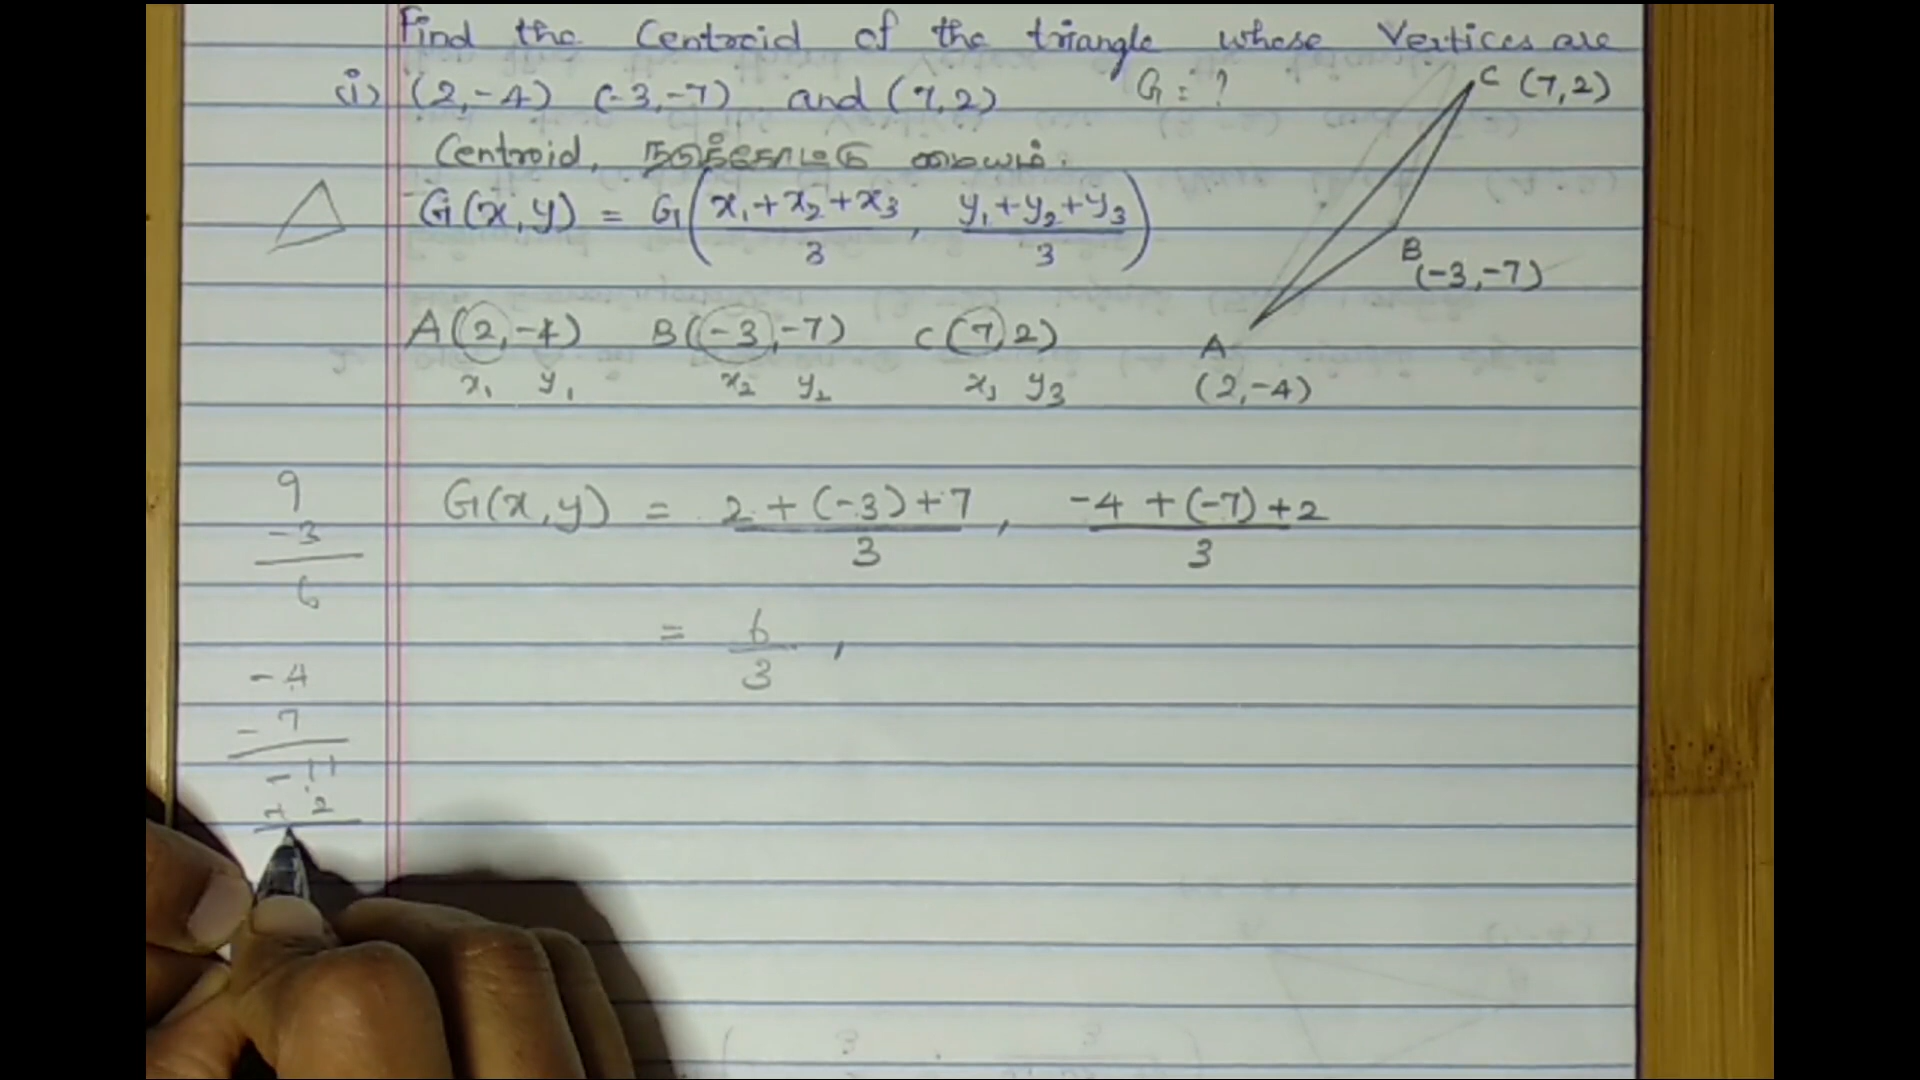 Find the Centroid of the triangle whose Vertices are
(i) (2,-4) (-3,-7) and (7,2) G = ?
C (7,2)
Centroid, நடுக்கோட்டு மையம்.
G(x,y) = G(x₁+x₂+x₃/3, y₁+y₂+y₃/3)
B (-3,-7)
A(2,-4) B(-3,-7) C(7,2)
x₁ y₁ x₂ y₂ x₃ y₃
A (2,-4)
G(x,y) = 2+(-3)+7/3, -4+(-7)+2/3
= 6/3,
9
-3
6
-4
-7
-11
+2